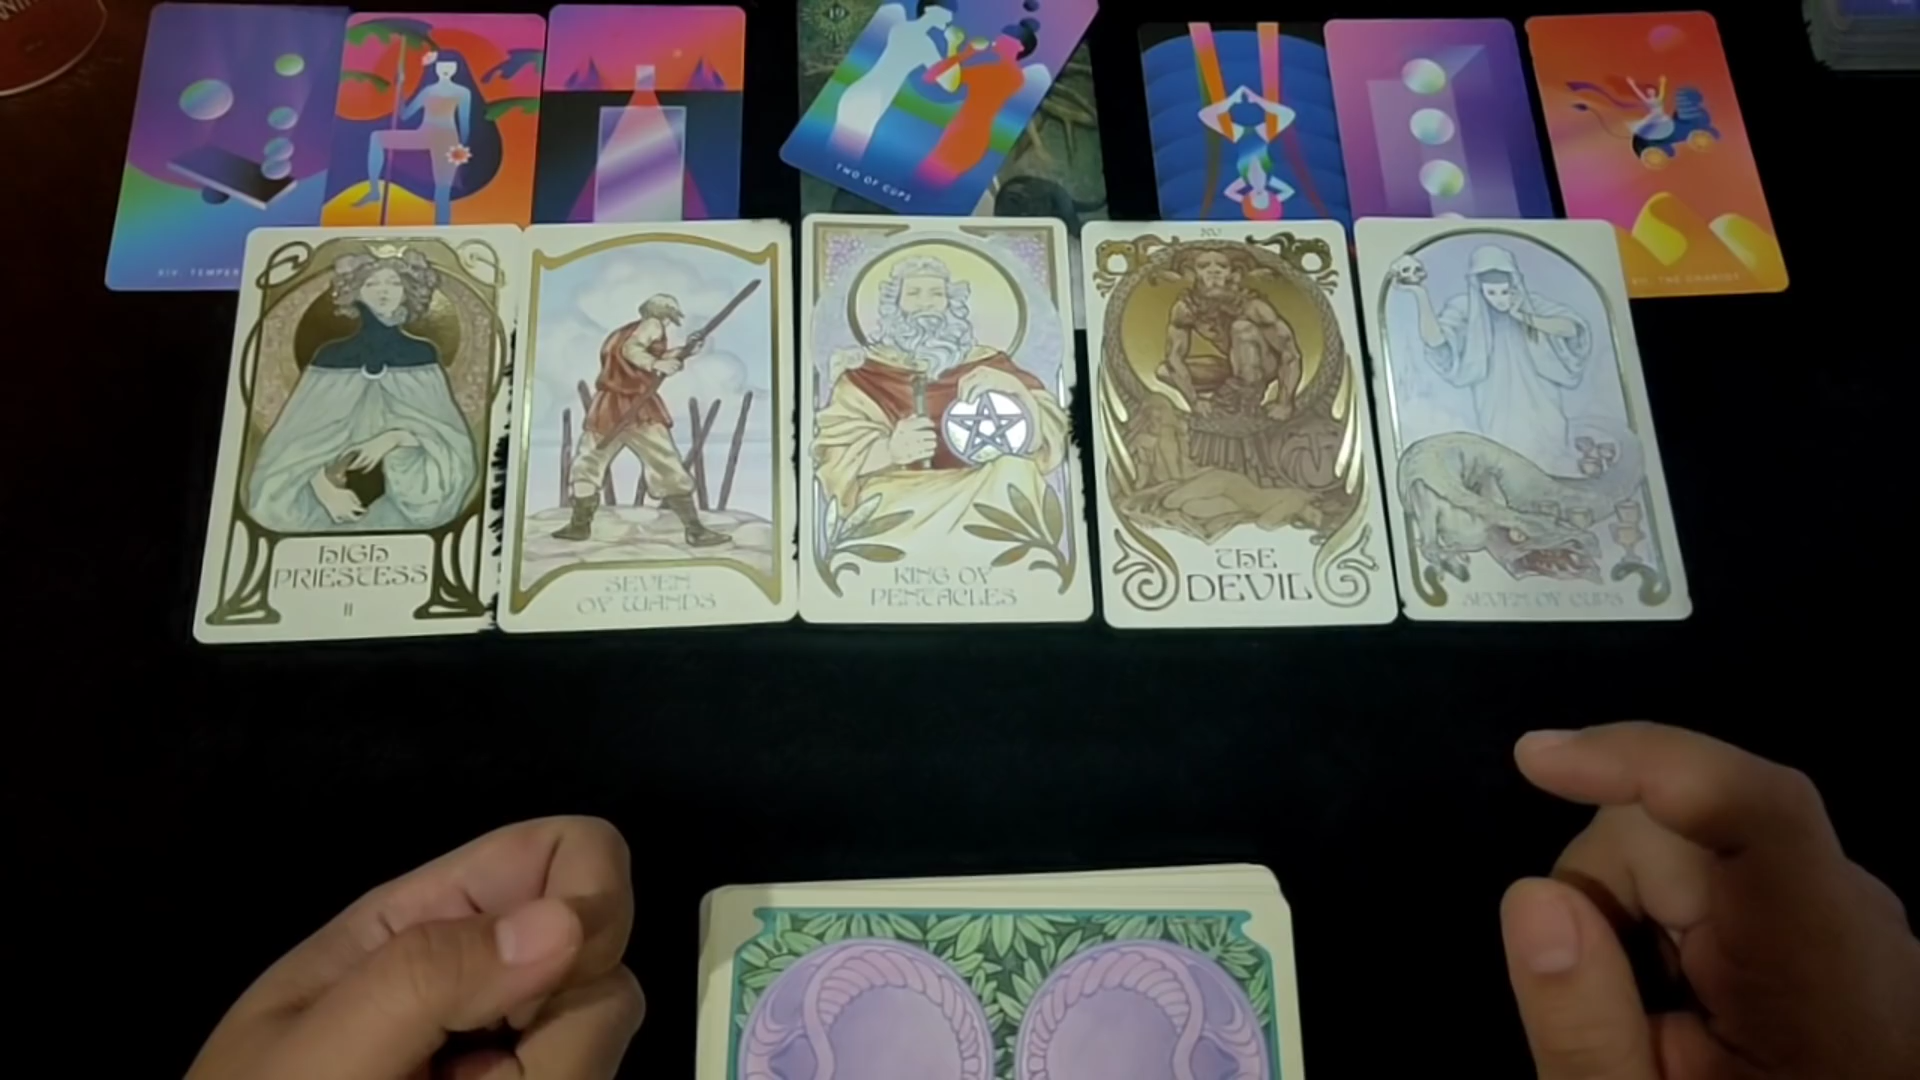 TWO OF CUPS
XIV. TEMPER
VII. THE CHARIOT
HIGH
PRIESTESS
II
SEVEN
OF WANDS
KING OF
PENTACLES
XV
THE
DEVIL
SEVEN OF CUPS